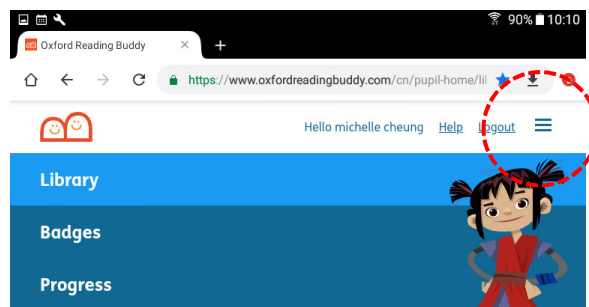 90% 10:10
Oxford Reading Buddy
https://www.oxfordreadingbuddy.com/cn/pupil-home/li
Hello michelle cheung Help Logout
Library
Badges
Progress